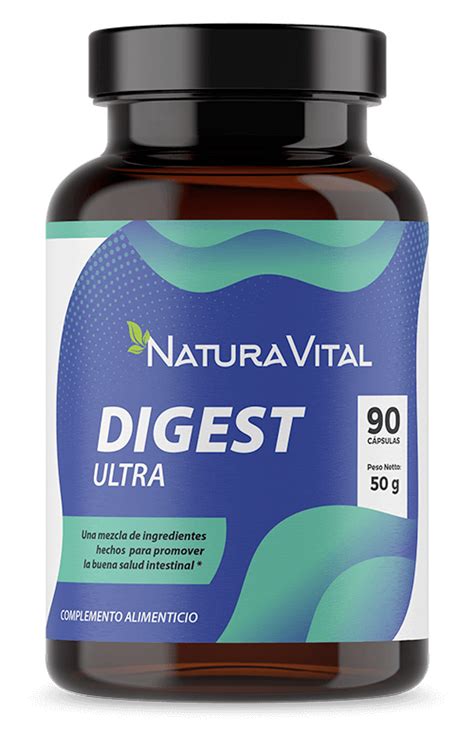 NATURAVITAL
DIGEST
ULTRA
90
CÁPSULAS
Peso Netto:
50 g
Una mezcla de ingredientes
hechos para promover
la buena salud intestinal *
COMPLEMENTO ALIMENTICIO